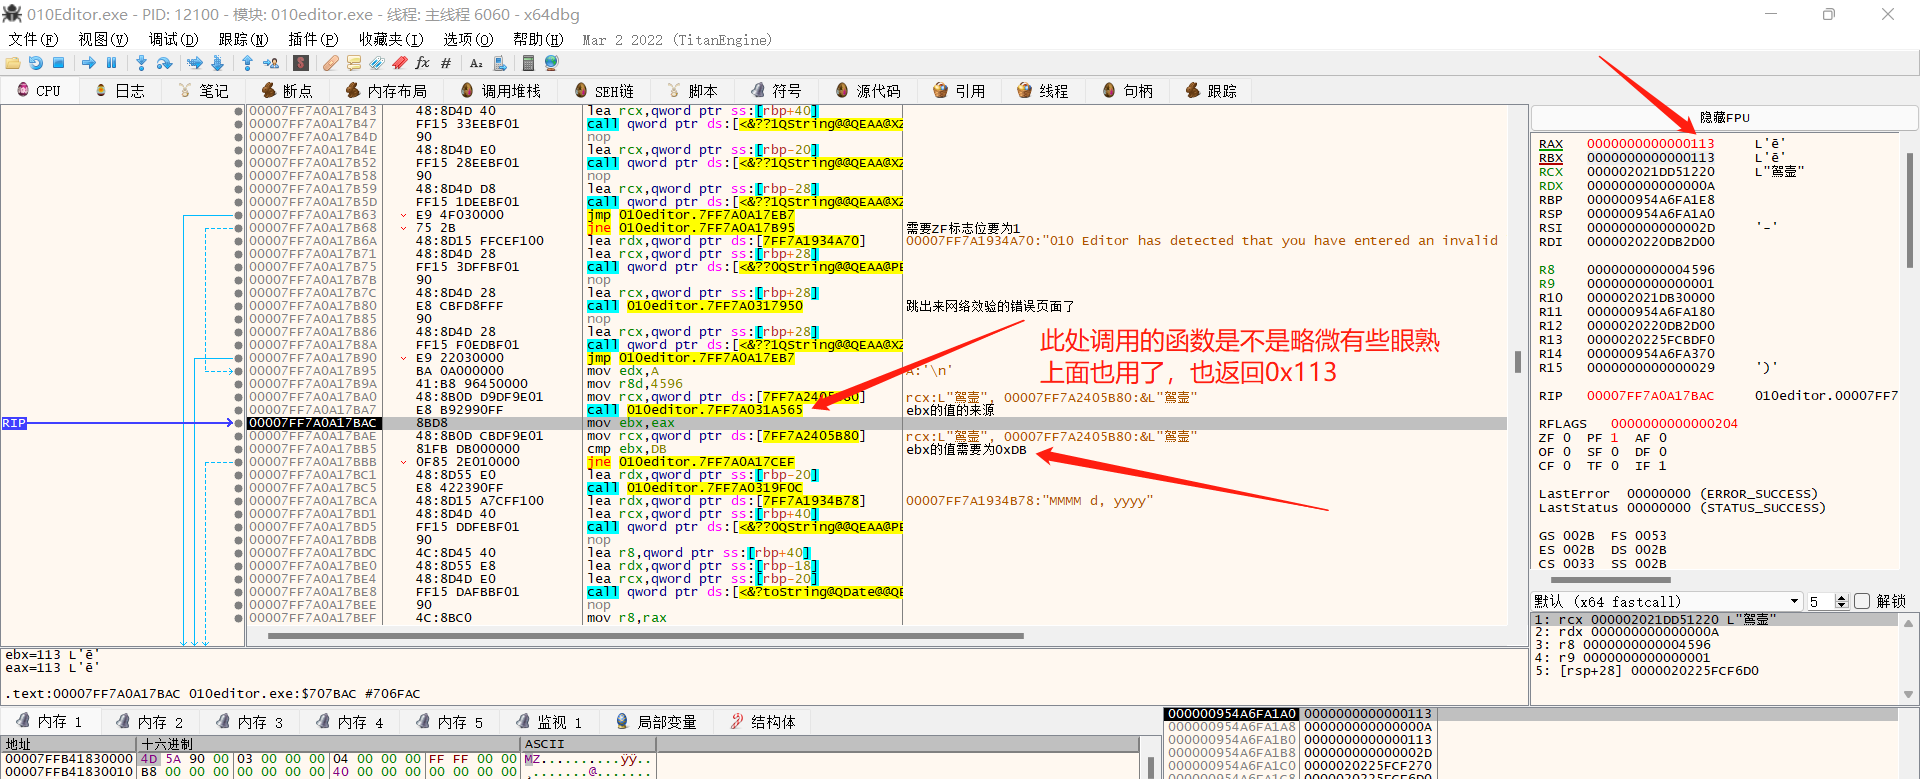 010Editor.exe - PID: 12100 - 模块: 010editor.exe - 线程: 主线程 6060 - x64dbg
文件(F) 视图(V) 调试(D) 跟踪(N) 插件(P) 收藏夹(I) 选项(O) 帮助(H) Mar 2 2022 (TitanEngine)
CPU 日志 笔记 断点 内存布局 调用堆栈 SEH链 脚本 符号 源代码 引用 线程 句柄 跟踪
00007FF7A0A17B43 48:8D4D 40 lea rcx,qword ptr ss:[rbp+40]
00007FF7A0A17B47 FF15 33EEBF01 call qword ptr ds:[<&??1QString@@QEAA@XZ
00007FF7A0A17B4D 90 nop
00007FF7A0A17B4E 48:8D4D E0 lea rcx,qword ptr ss:[rbp-20]
00007FF7A0A17B52 FF15 28EEBF01 call qword ptr ds:[<&??1QString@@QEAA@XZ
00007FF7A0A17B58 90 nop
00007FF7A0A17B59 48:8D4D D8 lea rcx,qword ptr ss:[rbp-28]
00007FF7A0A17B5D FF15 1DEEBF01 call qword ptr ds:[<&??1QString@@QEAA@XZ
00007FF7A0A17B63 E9 4F030000 jmp 010editor.7FF7A0A17EB7
00007FF7A0A17B68 75 2B jne 010editor.7FF7A0A17B95 需要ZF标志位要为1
00007FF7A0A17B6A 48:8D15 FFCEF100 lea rdx,qword ptr ds:[7FF7A1934A70] 00007FF7A1934A70:"010 Editor has detected that you have entered an invalid
00007FF7A0A17B71 48:8D4D 28 lea rcx,qword ptr ss:[rbp+28]
00007FF7A0A17B75 FF15 3DFFBF01 call qword ptr ds:[<&??0QString@@QEAA@PE
00007FF7A0A17B7B 90 nop
00007FF7A0A17B7C 48:8D4D 28 lea rcx,qword ptr ss:[rbp+28]
00007FF7A0A17B80 E8 CBFD8FFF call 010editor.7FF7A0317950 跳出来网络效验的错误页面了
00007FF7A0A17B85 90 nop
00007FF7A0A17B86 48:8D4D 28 lea rcx,qword ptr ss:[rbp+28]
00007FF7A0A17B8A FF15 F0EDBF01 call qword ptr ds:[<&??1QString@@QEAA@XZ
00007FF7A0A17B90 E9 22030000 jmp 010editor.7FF7A0A17EB7
00007FF7A0A17B95 BA 0A000000 mov edx,A A:'\n'
00007FF7A0A17B9A 41:B8 96450000 mov r8d,4596
00007FF7A0A17BA0 48:8B0D D9DF9E01 mov rcx,qword ptr ds:[7FF7A2405B80] rcx:L"駕壷", 00007FF7A2405B80:&L"駕壷"
00007FF7A0A17BA7 E8 B92990FF call 010editor.7FF7A031A565 ebx的值的来源
RIP 00007FF7A0A17BAC 8BD8 mov ebx,eax
00007FF7A0A17BAE 48:8B0D CBDF9E01 mov rcx,qword ptr ds:[7FF7A2405B80] rcx:L"駕壷", 00007FF7A2405B80:&L"駕壷"
00007FF7A0A17BB5 81FB DB000000 cmp ebx,DB ebx的值需要为0xDB
00007FF7A0A17BBB 0F85 2E010000 jne 010editor.7FF7A0A17CEF
00007FF7A0A17BC1 48:8D55 E0 lea rdx,qword ptr ss:[rbp-20]
00007FF7A0A17BC5 E8 422390FF call 010editor.7FF7A0319F0C
00007FF7A0A17BCA 48:8D15 A7CFF100 lea rdx,qword ptr ds:[7FF7A1934B78] 00007FF7A1934B78:"MMMM d, yyyy"
00007FF7A0A17BD1 48:8D4D 40 lea rcx,qword ptr ss:[rbp+40]
00007FF7A0A17BD5 FF15 DDFEBF01 call qword ptr ds:[<&??0QString@@QEAA@PE
00007FF7A0A17BDB 90 nop
00007FF7A0A17BDC 4C:8D45 40 lea r8,qword ptr ss:[rbp+40]
00007FF7A0A17BE0 48:8D55 E8 lea rdx,qword ptr ss:[rbp-18]
00007FF7A0A17BE4 48:8D4D E0 lea rcx,qword ptr ss:[rbp-20]
00007FF7A0A17BE8 FF15 DAFBBF01 call qword ptr ds:[<&?toString@QDate@@QE
00007FF7A0A17BEE 90 nop
00007FF7A0A17BEF 4C:8BC0 mov r8,rax
此处调用的函数是不是略微有些眼熟
上面也用了，也返回0x113
隐藏FPU
RAX 0000000000000113 L'ē'
RBX 0000000000000113 L'ē'
RCX 000002021DD51220 L"駕壷"
RDX 000000000000000A
RBP 000000954A6FA1E8
RSP 000000954A6FA1A0
RSI 000000000000002D '-'
RDI 0000020220DB2D00
R8 0000000000004596
R9 0000000000000001
R10 000002021DB30000
R11 000000954A6FA180
R12 0000020220DB2D00
R13 0000020225FCBDF0
R14 000000954A6FA370
R15 0000000000000029 ')'
RIP 00007FF7A0A17BAC 010editor.00007FF7
RFLAGS 0000000000000204
ZF 0 PF 1 AF 0
OF 0 SF 0 DF 0
CF 0 TF 0 IF 1
LastError 00000000 (ERROR_SUCCESS)
LastStatus 00000000 (STATUS_SUCCESS)
GS 002B FS 0053
ES 002B DS 002B
CS 0033 SS 002B
默认 (x64 fastcall) 5 解锁
1: rcx 000002021DD51220 L"駕壷"
2: rdx 000000000000000A
3: r8 0000000000004596
4: r9 0000000000000001
5: [rsp+28] 0000020225FCF6D0
ebx=113 L'ē'
eax=113 L'ē'
.text:00007FF7A0A17BAC 010editor.exe:$707BAC #706FAC
内存 1 内存 2 内存 3 内存 4 内存 5 监视 1 局部变量 结构体
地址 十六进制 ASCII
00007FFB41830000 4D 5A 90 00 03 00 00 00 04 00 00 00 FF FF 00 00 MZ..........ÿÿ..
00007FFB41830010 B8 00 00 00 00 00 00 00 40 00 00 00 00 00 00 00 ¸.......@.......
000000954A6FA1A0 0000000000000113
000000954A6FA1A8 000000000000000A
000000954A6FA1B0 0000000000000113
000000954A6FA1B8 000000000000002D
000000954A6FA1C0 0000020225FCF270
000000954A6FA1C8 0000020225FCF6D0